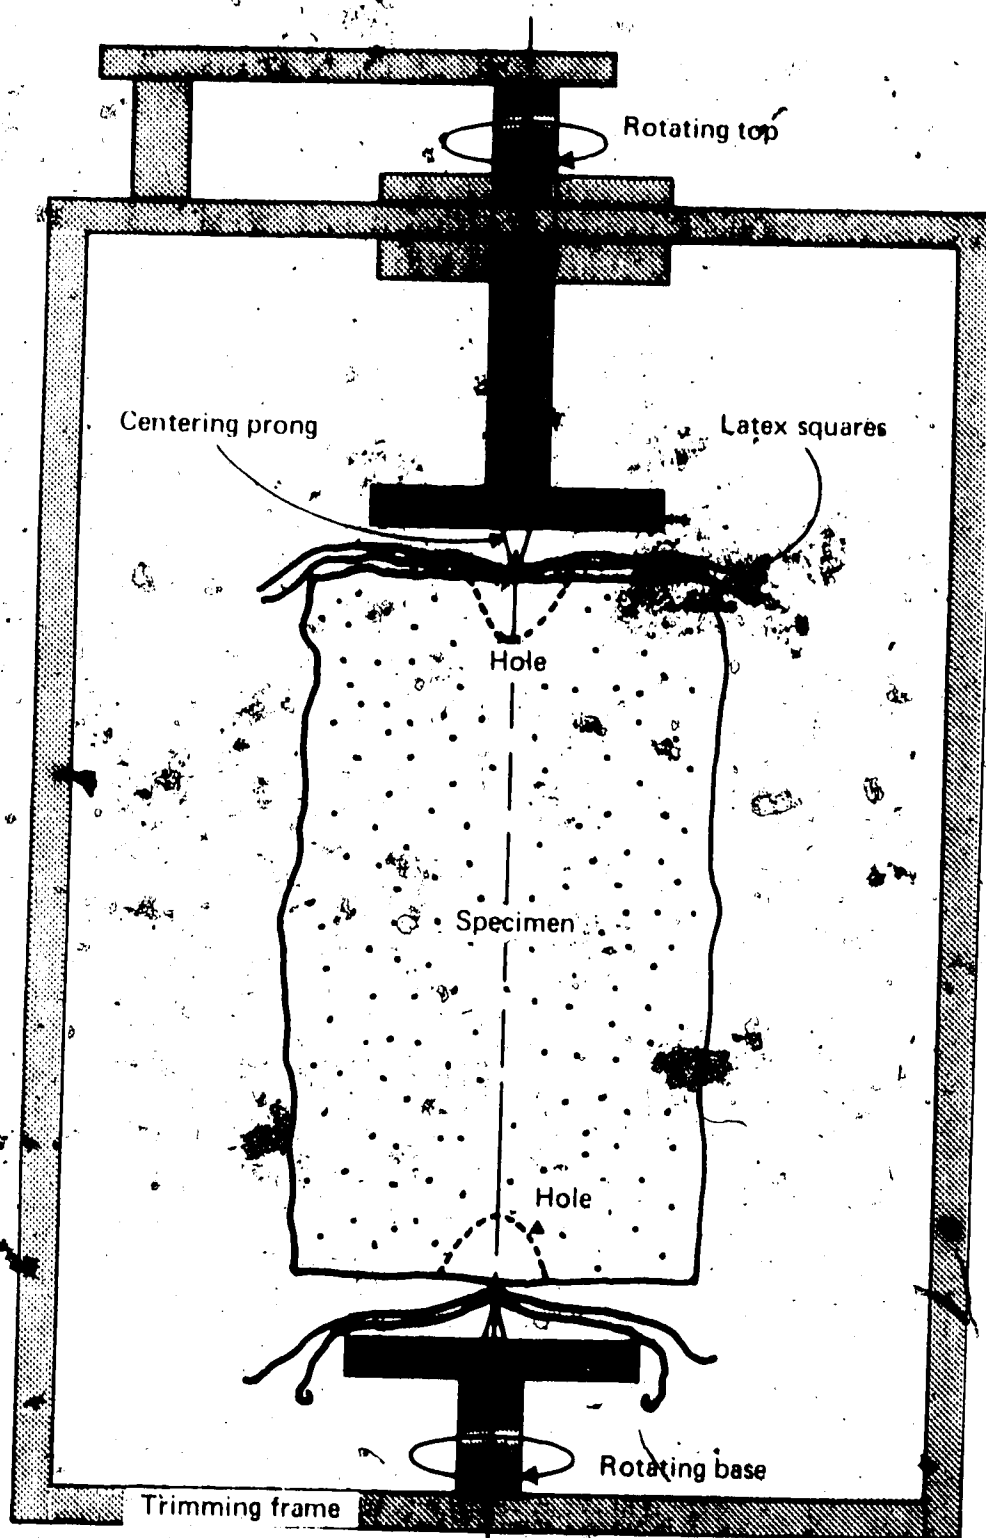 Rotating top
Centering prong
Latex squares
Hole
Specimen
Hole
Rotating base
Trimming frame